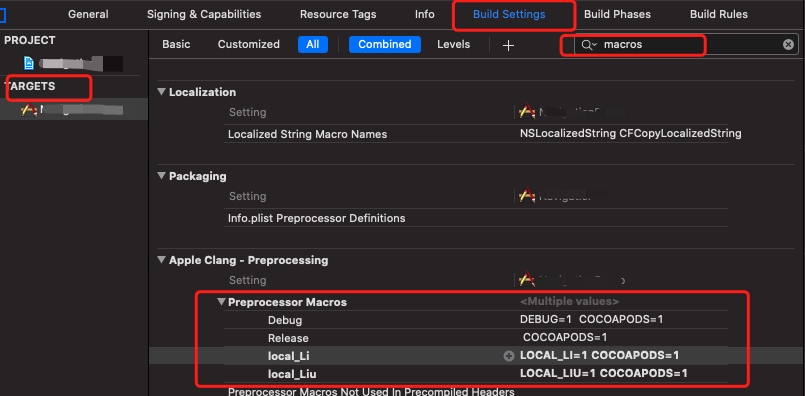 General Signing & Capabilities Resource Tags Info Build Settings Build Phases Build Rules
PROJECT
Basic Customized All Combined Levels + macros
TARGETS
Localization
Setting
Localized String Macro Names NSLocalizedString CFCopyLocalizedString
Packaging
Setting
Info.plist Preprocessor Definitions
Apple Clang - Preprocessing
Setting
Preprocessor Macros <Multiple values>
Debug DEBUG=1 COCOAPODS=1
Release COCOAPODS=1
local_Li LOCAL_LI=1 COCOAPODS=1
local_Liu LOCAL_LIU=1 COCOAPODS=1
Preprocessor Macros Not Used In Precompiled Headers